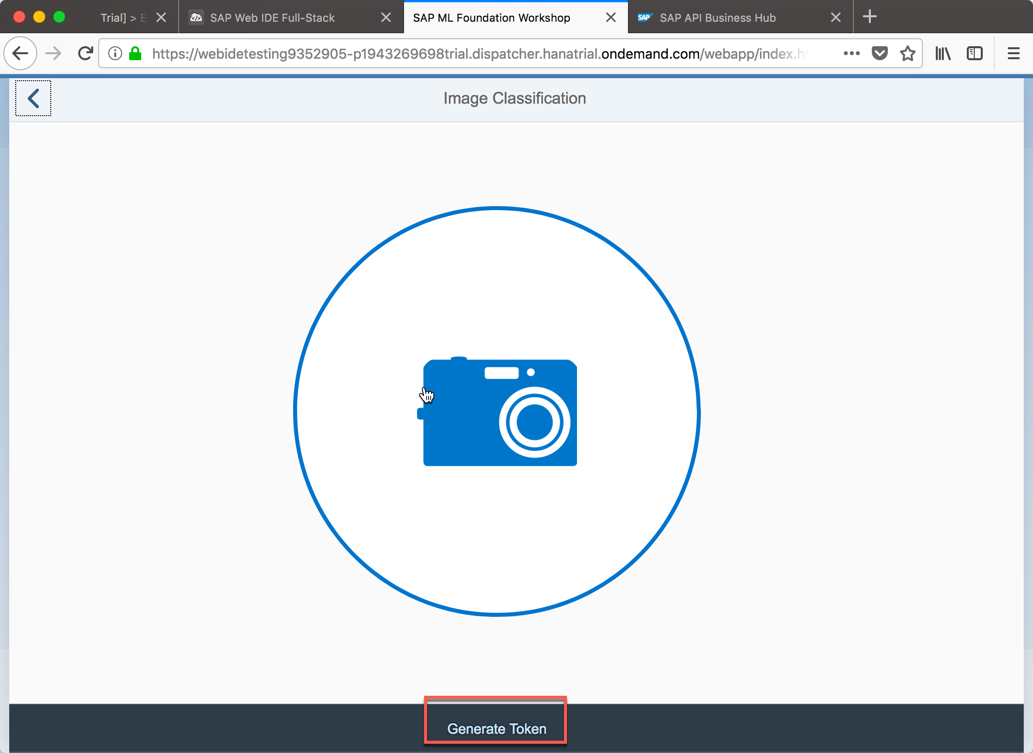 Trial] > E
SAP Web IDE Full-Stack
SAP ML Foundation Workshop
SAP
SAP API Business Hub
https://webidetesting9352905-p1943269698trial.dispatcher.hanatrial.ondemand.com/webapp/index.h
Image Classification
Generate Token